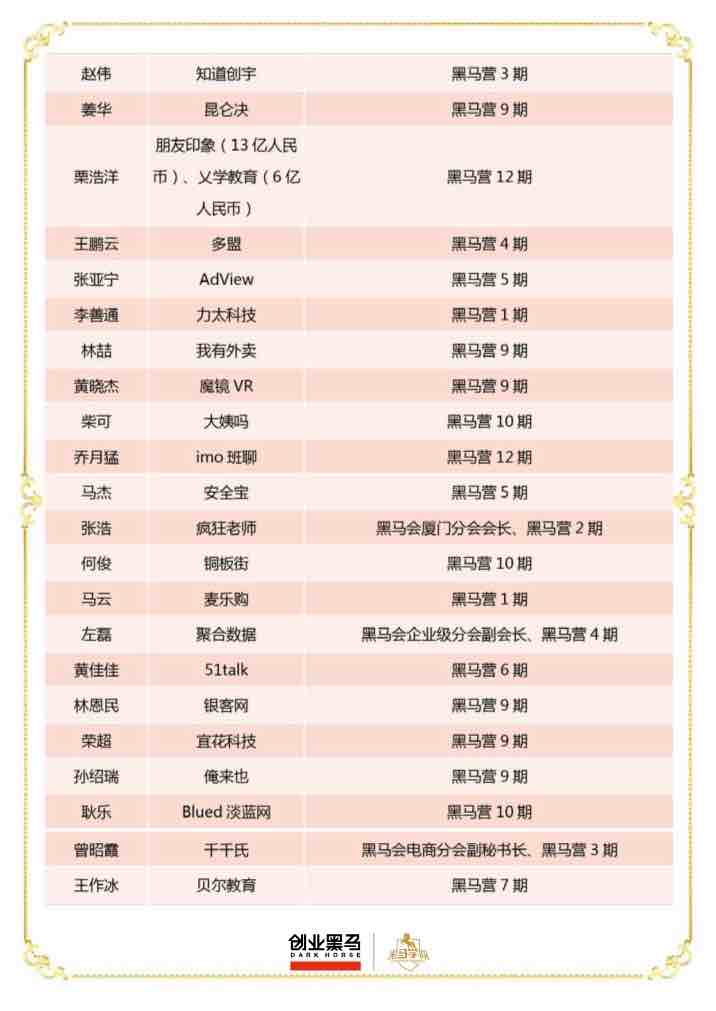 赵伟 知道创宇 黑马营 3 期
姜华 昆仑决 黑马营 9 期
朋友印象（13 亿人民
栗浩洋 币）、乂学教育（6 亿 黑马营 12 期
人民币）
王鹏云 多盟 黑马营 4 期
张亚宁 AdView 黑马营 5 期
李善通 力太科技 黑马营 1 期
林喆 我有外卖 黑马营 9 期
黄晓杰 魔镜 VR 黑马营 9 期
柴可 大姨吗 黑马营 10 期
乔月猛 imo 班聊 黑马营 12 期
马杰 安全宝 黑马营 5 期
张浩 疯狂老师 黑马会厦门分会会长、黑马营 2 期
何俊 铜板街 黑马营 10 期
马云 麦乐购 黑马营 1 期
左磊 聚合数据 黑马会企业级分会副会长、黑马营 4 期
黄佳佳 51talk 黑马营 6 期
林恩民 银客网 黑马营 9 期
荣超 宜花科技 黑马营 9 期
孙绍瑞 俺来也 黑马营 9 期
耿乐 Blued 淡蓝网 黑马营 10 期
曾昭霞 千千氏 黑马会电商分会副秘书长、黑马营 3 期
王作冰 贝尔教育 黑马营 7 期
创业黑马
DARK HORSE
黑马学院